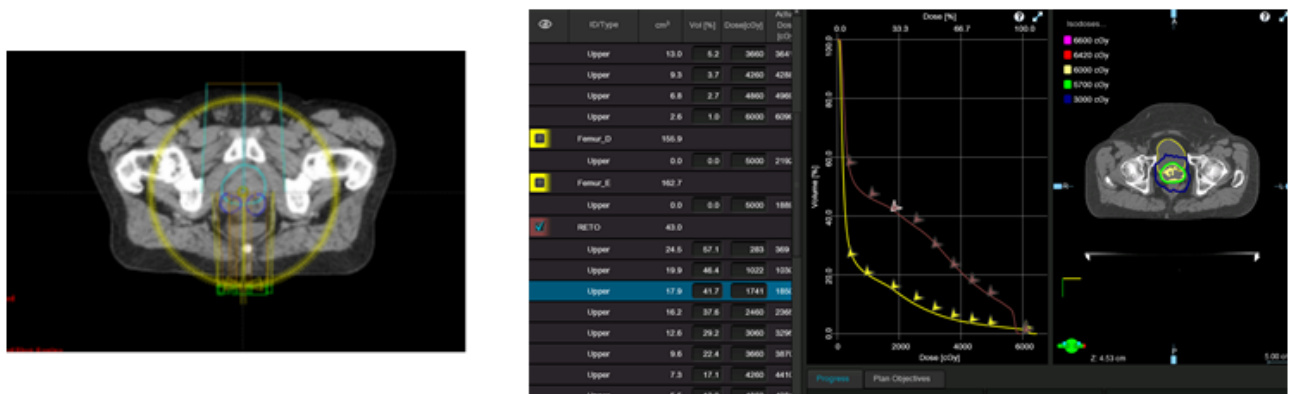 ID/Type cm³ Vol [%] Dose[cGy]
Upper 13.0 5.2 3660
Upper 9.3 3.7 4260
Upper 6.8 2.7 4860
Upper 2.6 1.0 6000
Femur_D 155.9
Upper 0.0 0.0 5000
Femur_E 162.7
Upper 0.0 0.0 5000
RETO 43.0
Upper 24.5 57.1 283 369
Upper 19.9 46.4 1022
Upper 17.9 41.7 1741
Upper 16.2 37.6 2460
Upper 12.6 29.2 3060
Upper 9.6 22.4 3660
Upper 7.3 17.1 4260
Dose [%]
0.0 33.3 66.7 100.0
Volume [%]
100.0
80.0
60.0
40.0
20.0
0.0
0 2000 4000 6000
Dose [cGy]
Progress Plan Objectives
Isodoses...
6600 cGy
6420 cGy
6000 cGy
5700 cGy
3000 cGy
A
R
L
P
Z: 4.53 cm
5.00